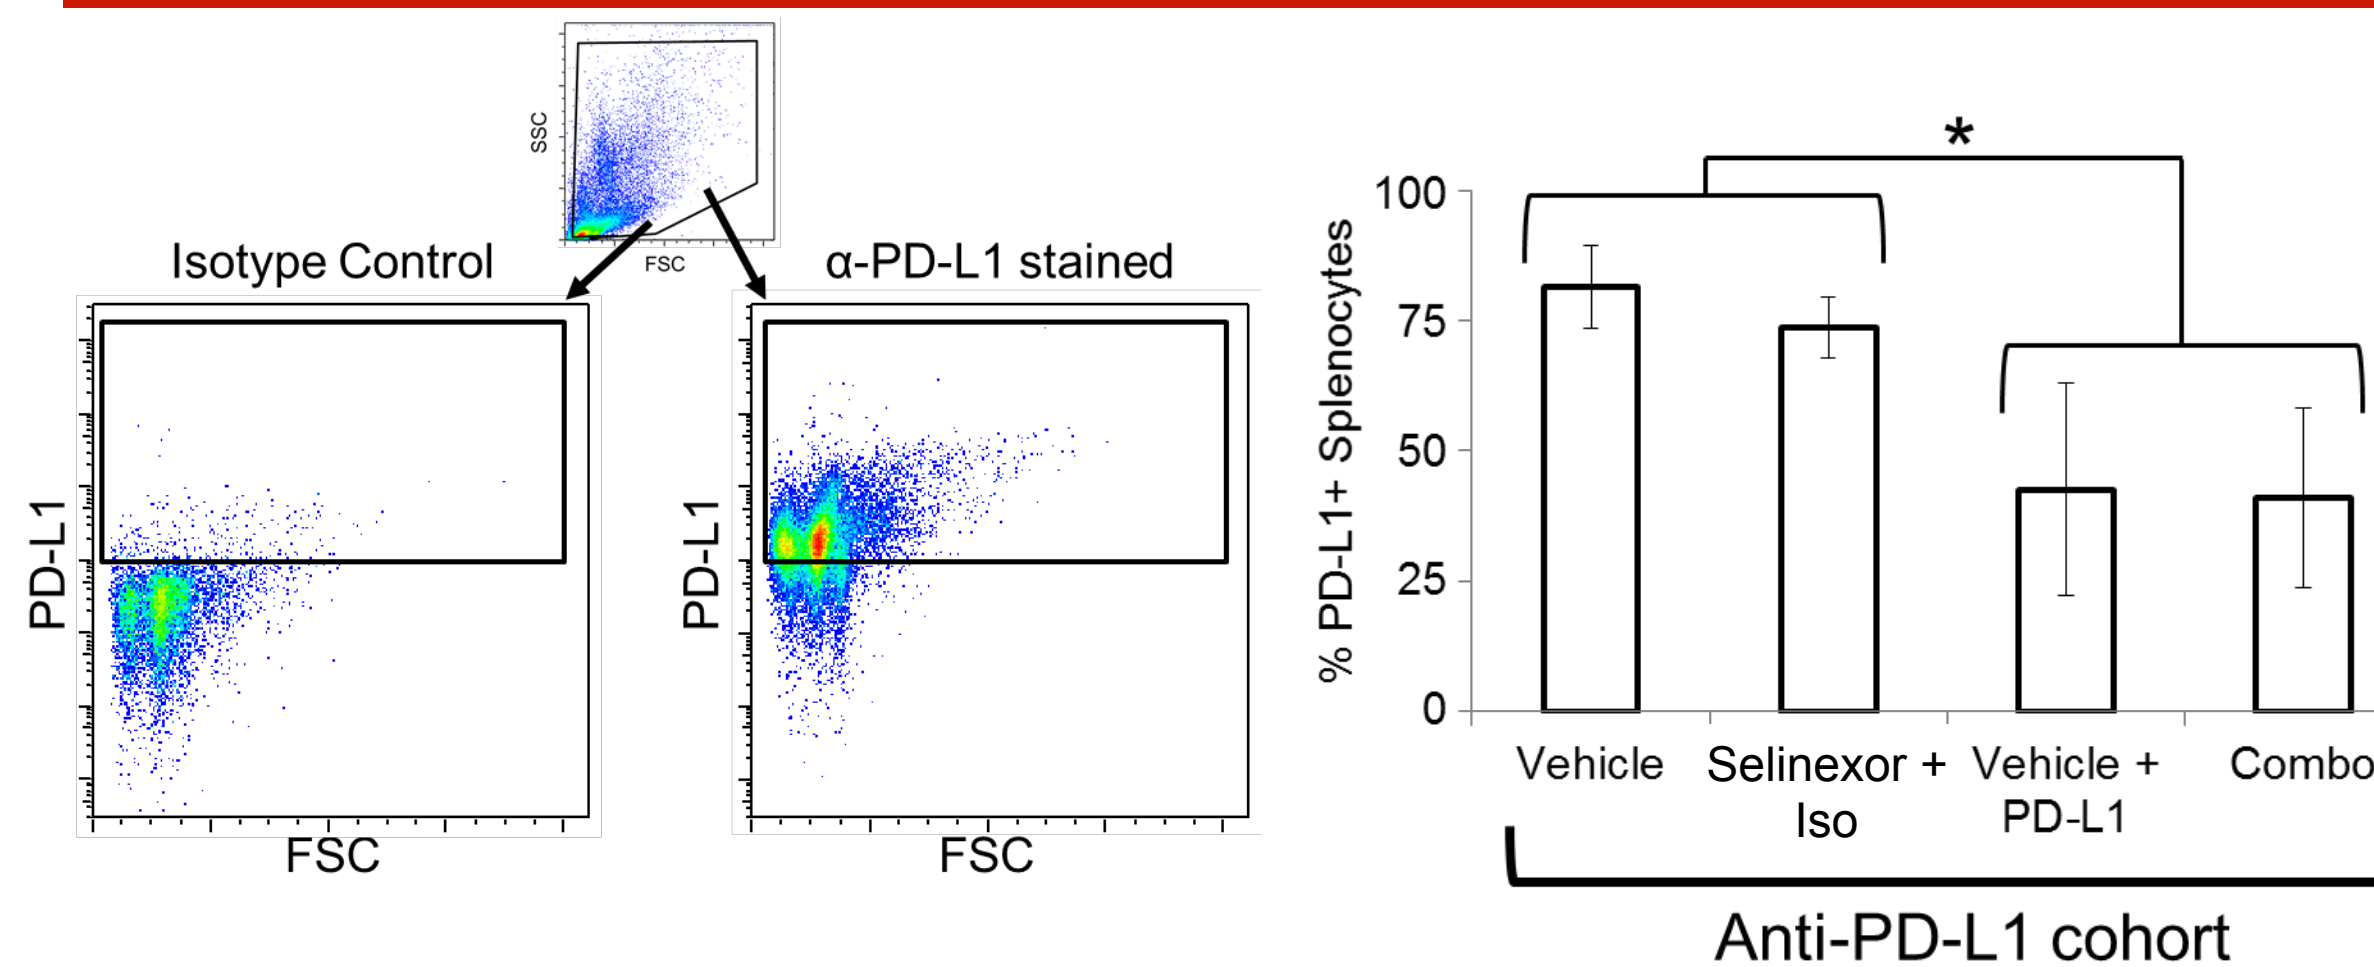 SSC
FSC
Isotype Control
α-PD-L1 stained
PD-L1
FSC
PD-L1
FSC
*
% PD-L1+ Splenocytes
100
75
50
25
0
Vehicle
Selinexor +
Iso
Vehicle +
PD-L1
Combo
Anti-PD-L1 cohort